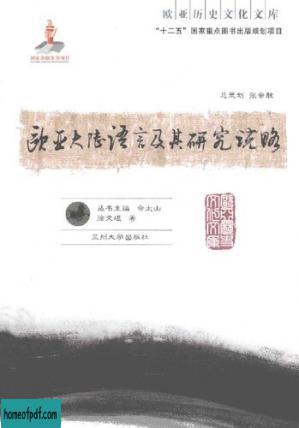 欧亚历史文化文库
"十二五"国家重点图书出版规划项目
总策划 张余胜
欧亚大陆语言及其研究说略
丛书主编 余太山
徐文堪 著
兰州大学出版社
homeofpdf.com